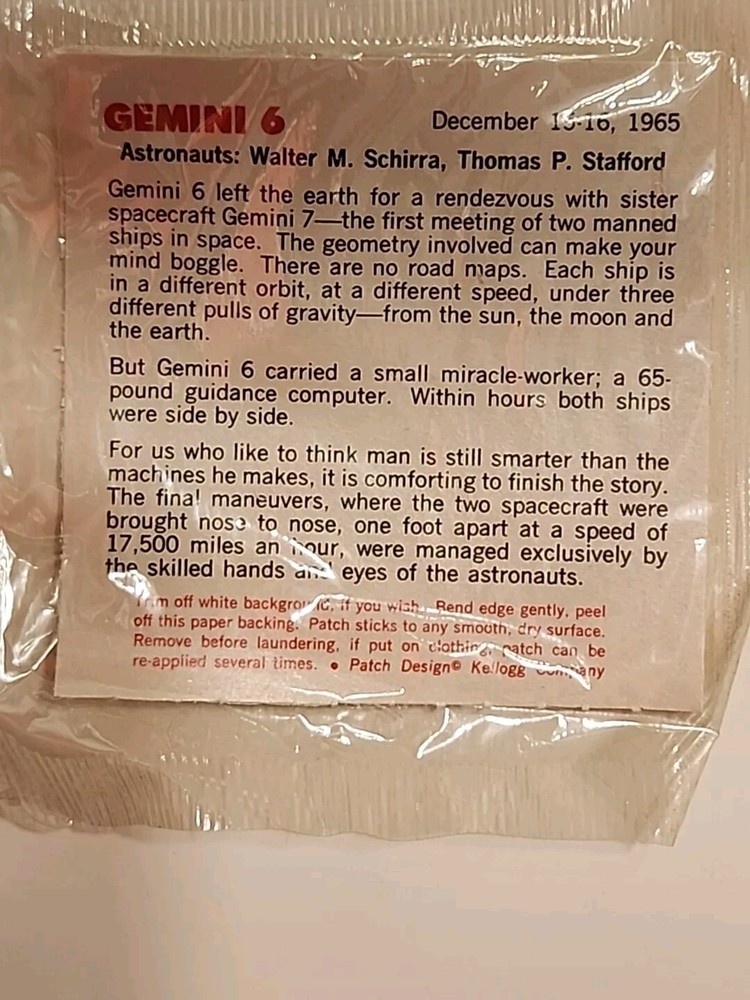 GEMINI 6
December 15-16, 1965
Astronauts: Walter M. Schirra, Thomas P. Stafford
Gemini 6 left the earth for a rendezvous with sister
spacecraft Gemini 7—the first meeting of two manned
ships in space. The geometry involved can make your
mind boggle. There are no road maps. Each ship is
in a different orbit, at a different speed, under three
different pulls of gravity—from the sun, the moon and
the earth.
But Gemini 6 carried a small miracle-worker; a 65-
pound guidance computer. Within hours both ships
were side by side.
For us who like to think man is still smarter than the
machines he makes, it is comforting to finish the story.
The final maneuvers, where the two spacecraft were
brought nose to nose, one foot apart at a speed of
17,500 miles an hour, were managed exclusively by
the skilled hands and eyes of the astronauts.
Trim off white background, if you wish. Bend edge gently, peel
off this paper backing. Patch sticks to any smooth, dry surface.
Remove before laundering, if put on clothing, patch can be
re-applied several times. • Patch Design© Kellogg Company